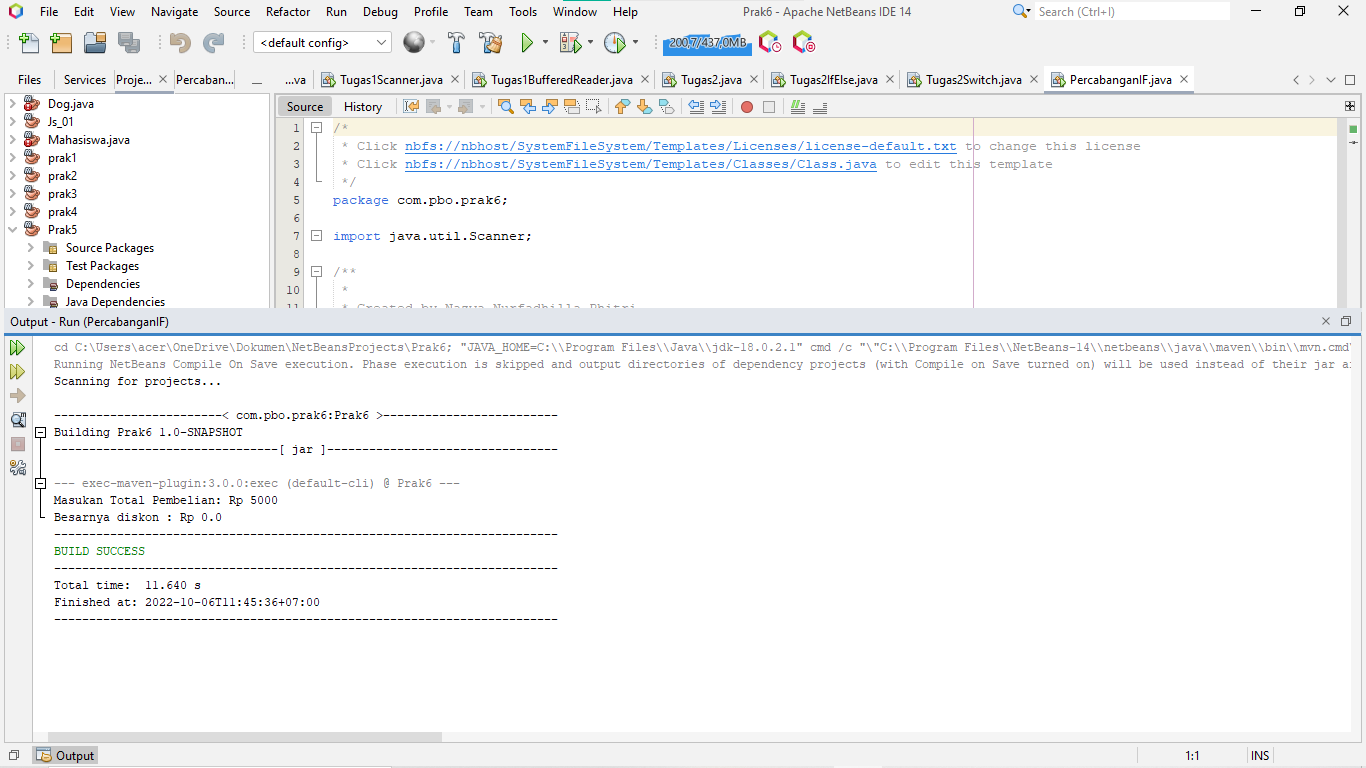 File Edit View Navigate Source Refactor Run Debug Profile Team Tools Window Help Prak6 - Apache NetBeans IDE 14 Search (Ctrl+I)
<default config> 200,7/437,0MB
Files Services Proje... Percaban... ...va Tugas1Scanner.java Tugas1BufferedReader.java Tugas2.java Tugas2IfElse.java Tugas2Switch.java PercabanganIF.java
Source History
Dog.java
Js_01
Mahasiswa.java
prak1
prak2
prak3
prak4
Prak5
Source Packages
Test Packages
Dependencies
Java Dependencies
1 /*
2 * Click nbfs://nbhost/SystemFileSystem/Templates/Licenses/license-default.txt to change this license
3 * Click nbfs://nbhost/SystemFileSystem/Templates/Classes/Class.java to edit this template
4 */
5 package com.pbo.prak6;
6
7 import java.util.Scanner;
8
9 /**
10 *
11 * Created by Nazwa Nurfadhilla Dhitri
Output - Run (PercabanganIF)
cd C:\Users\acer\OneDrive\Dokumen\NetBeansProjects\Prak6; "JAVA_HOME=C:\\Program Files\\Java\\jdk-18.0.2.1" cmd /c "\"C:\\Program Files\\NetBeans-14\\netbeans\\java\\maven\\bin\\mvn.cmd\
Running NetBeans Compile On Save execution. Phase execution is skipped and output directories of dependency projects (with Compile on Save turned on) will be used instead of their jar ar
Scanning for projects...
------------------------< com.pbo.prak6:Prak6 >-------------------------
Building Prak6 1.0-SNAPSHOT
--------------------------------[ jar ]---------------------------------
--- exec-maven-plugin:3.0.0:exec (default-cli) @ Prak6 ---
Masukan Total Pembelian: Rp 5000
Besarnya diskon : Rp 0.0
------------------------------------------------------------------------
BUILD SUCCESS
------------------------------------------------------------------------
Total time: 11.640 s
Finished at: 2022-10-06T11:45:36+07:00
------------------------------------------------------------------------
Output 1:1 INS